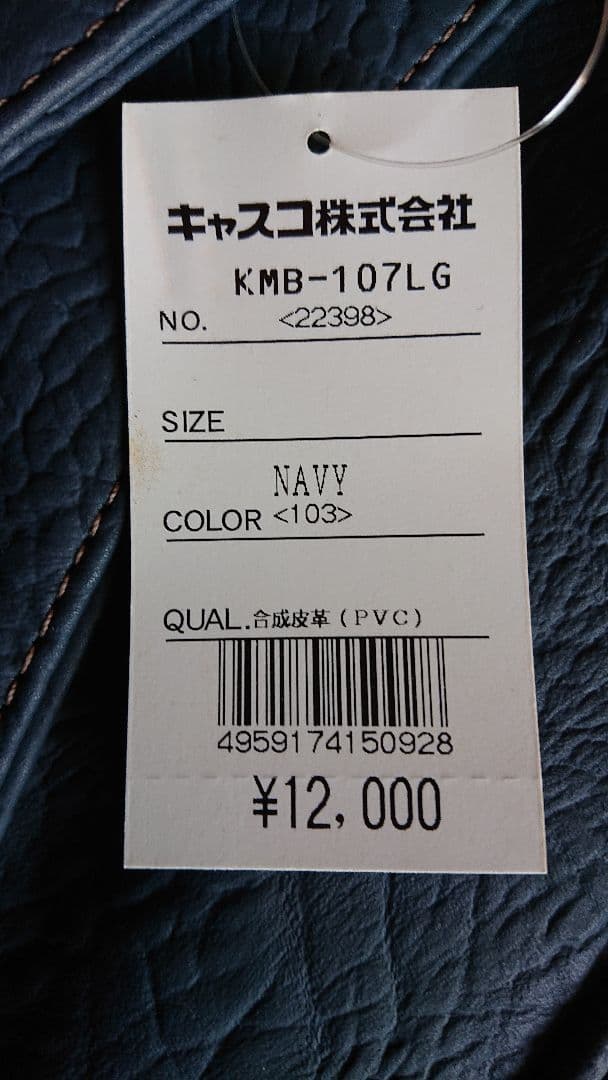 キャスコ株式会社
KMB-107LG
NO. <22398>
SIZE
NAVY
COLOR <103>
QUAL. 合成皮革(PVC)
4959174150928
¥12,000